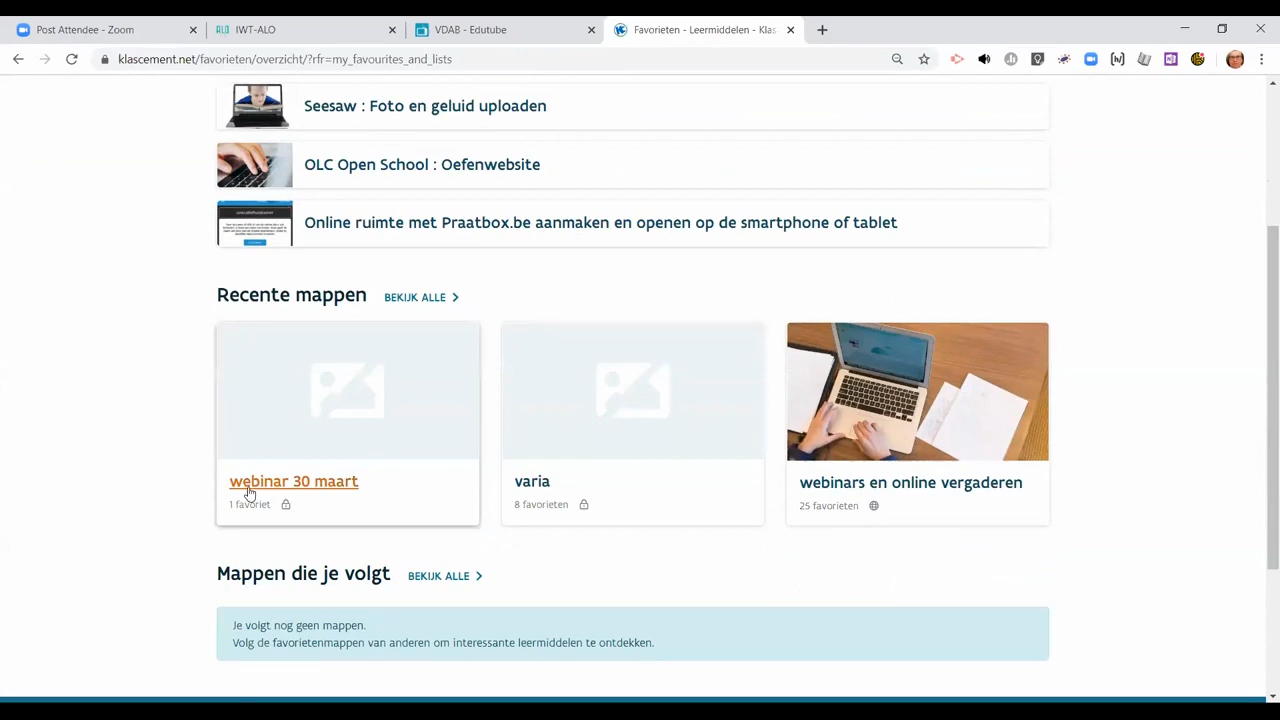 Post Attendee - Zoom
IWT-ALO
VDAB - Edutube
Favorieten - Leermiddelen - Klas
klascement.net/favorieten/overzicht/?rfr=my_favourites_and_lists
Seesaw : Foto en geluid uploaden
OLC Open School : Oefenwebsite
Online ruimte met Praatbox.be aanmaken en openen op de smartphone of tablet
Recente mappen BEKIJK ALLE
webinar 30 maart
1 favoriet
varia
8 favorieten
webinars en online vergaderen
25 favorieten
Mappen die je volgt BEKIJK ALLE
Je volgt nog geen mappen.
Volg de favorietenmappen van anderen om interessante leermiddelen te ontdekken.